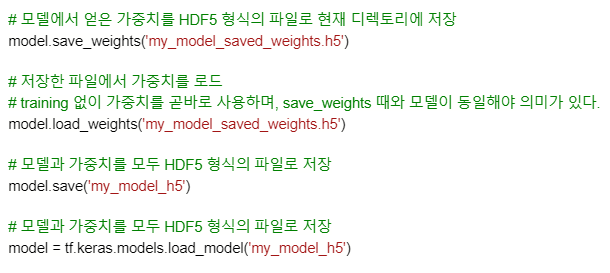 # 모델에서 얻은 가중치를 HDF5 형식의 파일로 현재 디렉토리에 저장
model.save_weights('my_model_saved_weights.h5')
# 저장한 파일에서 가중치를 로드
# training 없이 가중치를 곧바로 사용하며, save_weights 때와 모델이 동일해야 의미가 있다.
model.load_weights('my_model_saved_weights.h5')
# 모델과 가중치를 모두 HDF5 형식의 파일로 저장
model.save('my_model_h5')
# 모델과 가중치를 모두 HDF5 형식의 파일로 저장
model = tf.keras.models.load_model('my_model_h5')